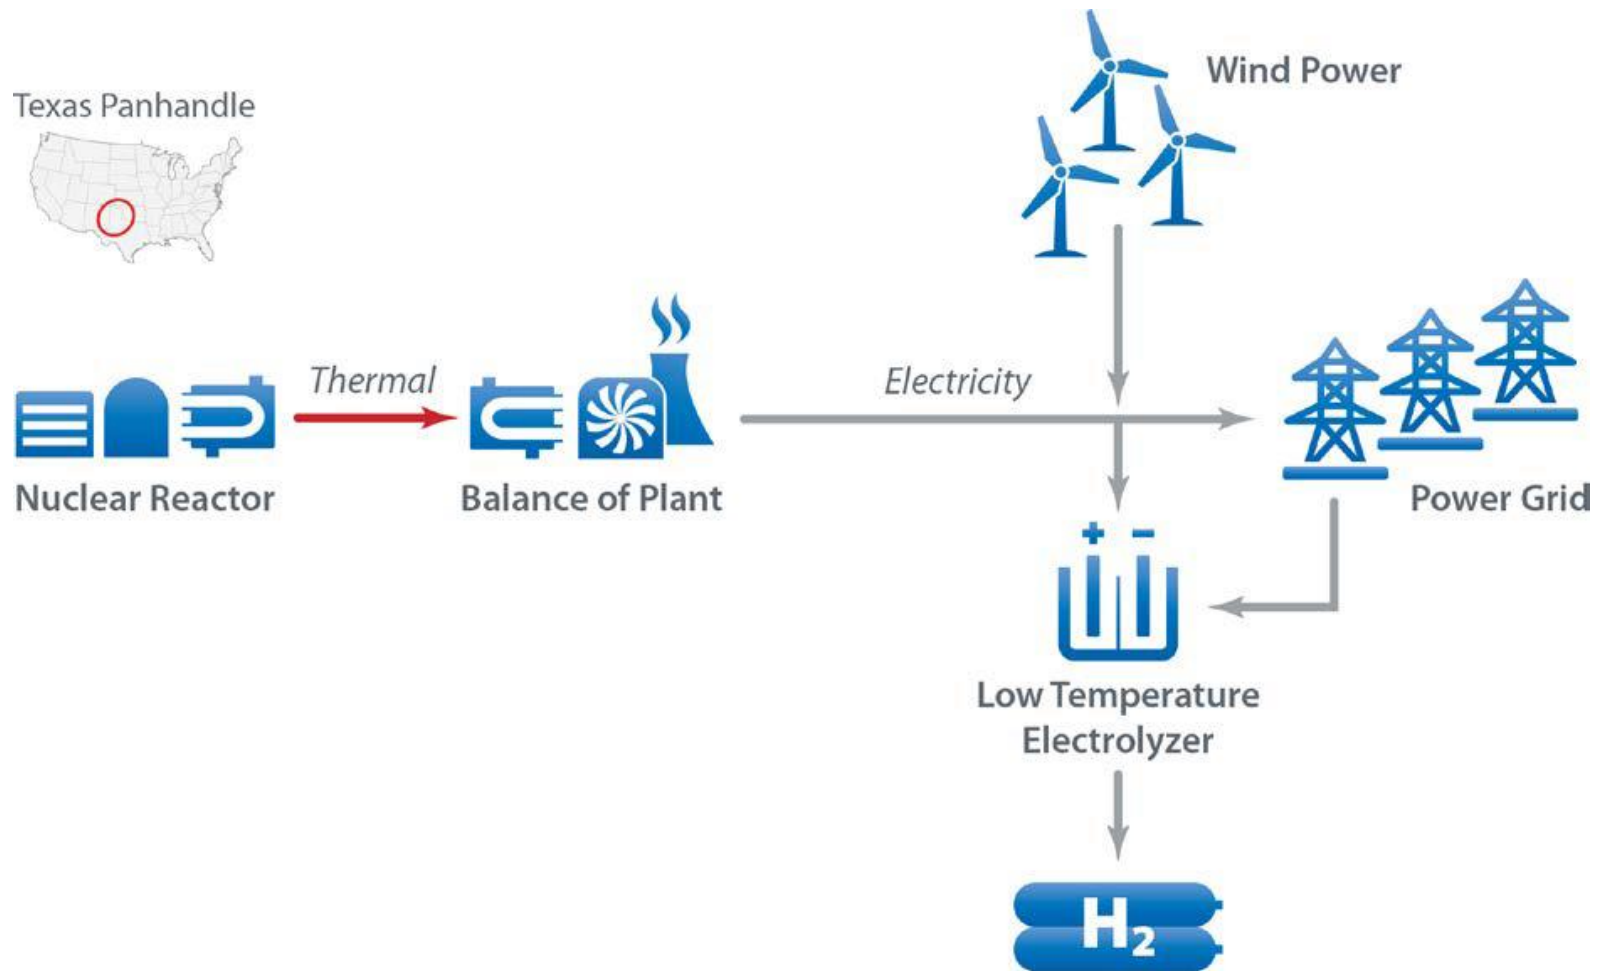 Wind Power
Texas Panhandle
Thermal
Electricity
Nuclear Reactor
Balance of Plant
Power Grid
+ −
Low Temperature
Electrolyzer
H₂